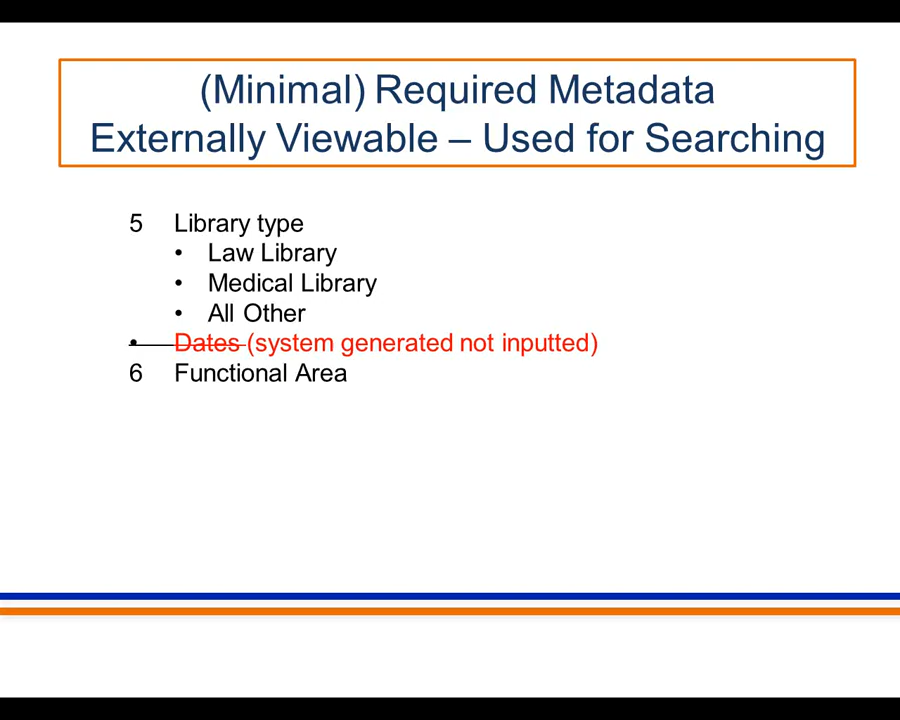 (Minimal) Required Metadata
Externally Viewable – Used for Searching
5 Library type
• Law Library
• Medical Library
• All Other
• Dates (system generated not inputted)
6 Functional Area